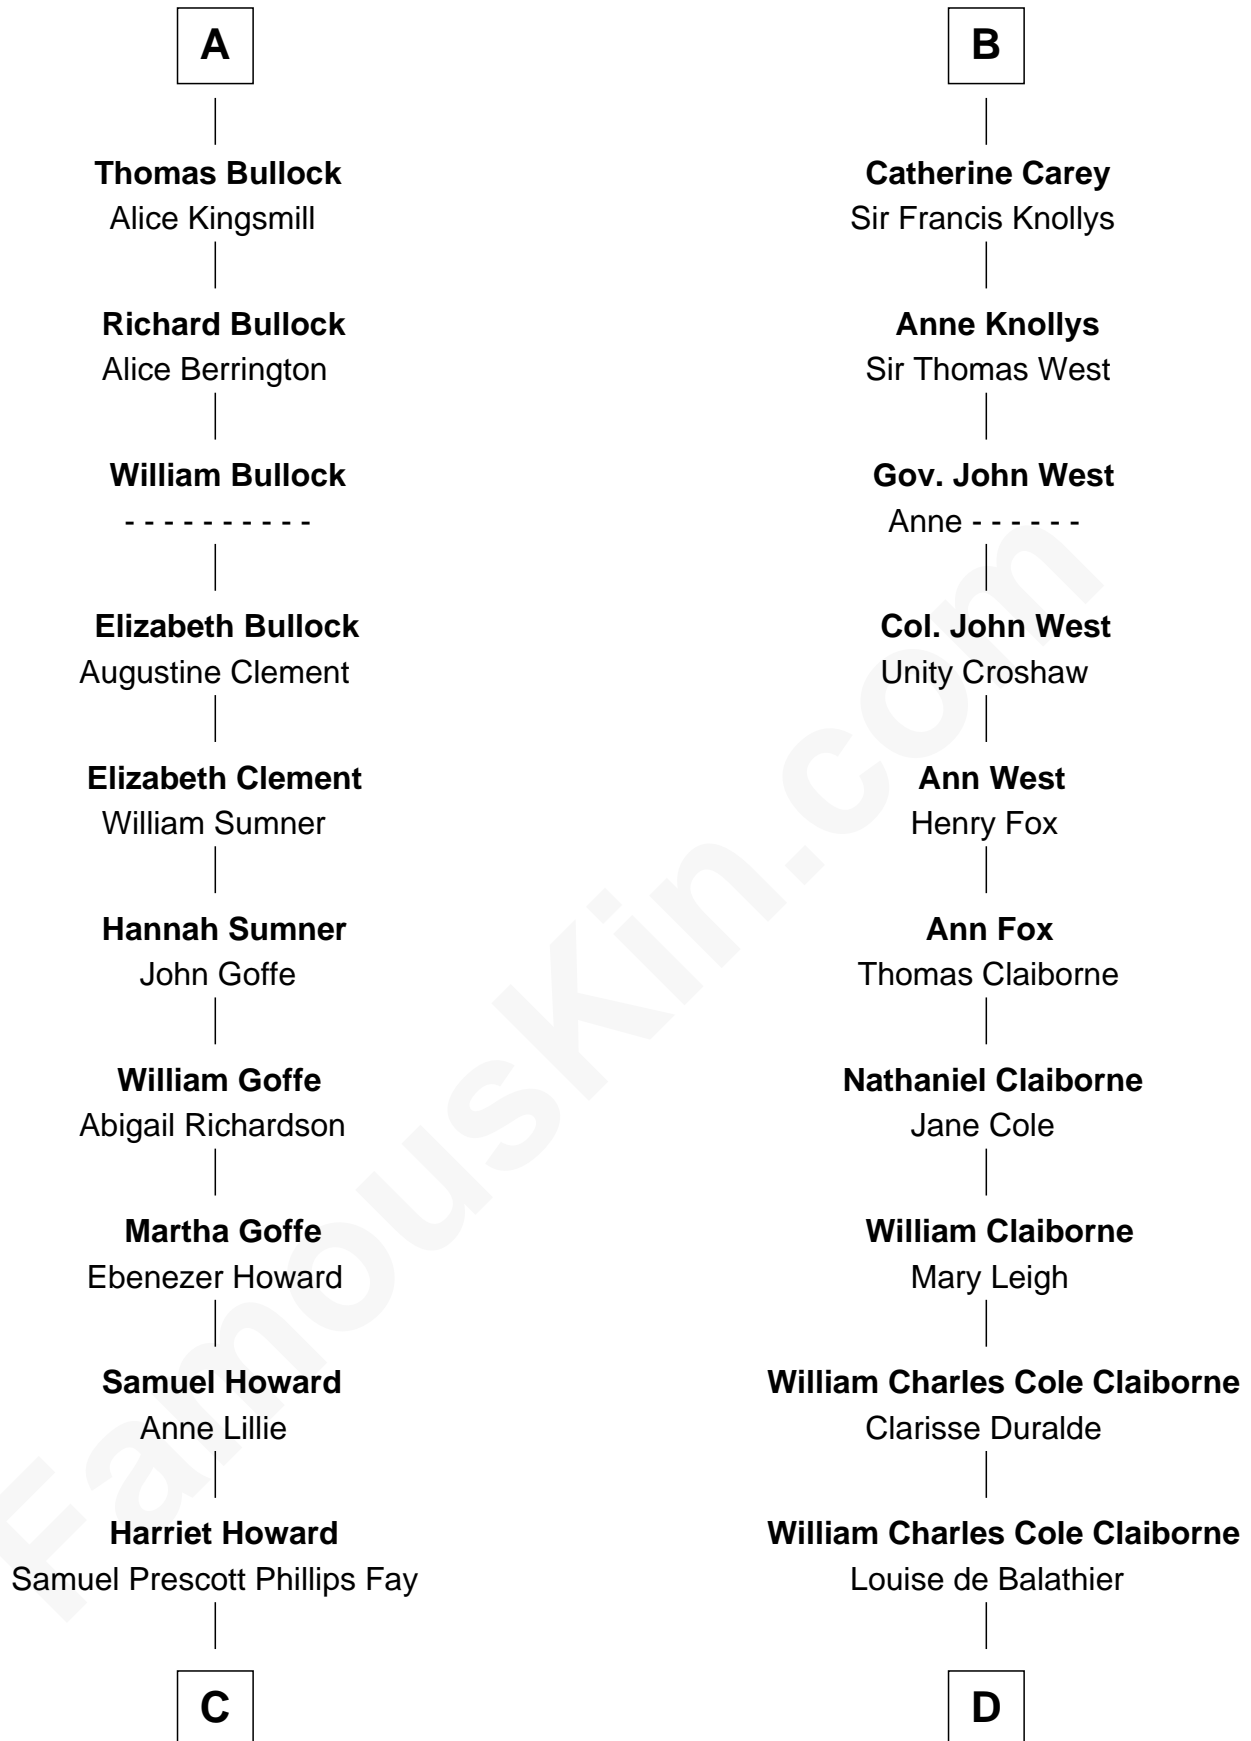 A
Thomas Bullock
Alice Kingsmill
Richard Bullock
Alice Berrington
William Bullock
- - - - - - - - - -
Elizabeth Bullock
Augustine Clement
Elizabeth Clement
William Sumner
Hannah Sumner
John Goffe
William Goffe
Abigail Richardson
Martha Goffe
Ebenezer Howard
Samuel Howard
Anne Lillie
Harriet Howard
Samuel Prescott Phillips Fay
C
B
Catherine Carey
Sir Francis Knollys
Anne Knollys
Sir Thomas West
Gov. John West
Anne - - - - - -
Col. John West
Unity Croshaw
Ann West
Henry Fox
Ann Fox
Thomas Claiborne
Nathaniel Claiborne
Jane Cole
William Claiborne
Mary Leigh
William Charles Cole Claiborne
Clarisse Duralde
William Charles Cole Claiborne
Louise de Balathier
D
FamousKin.com